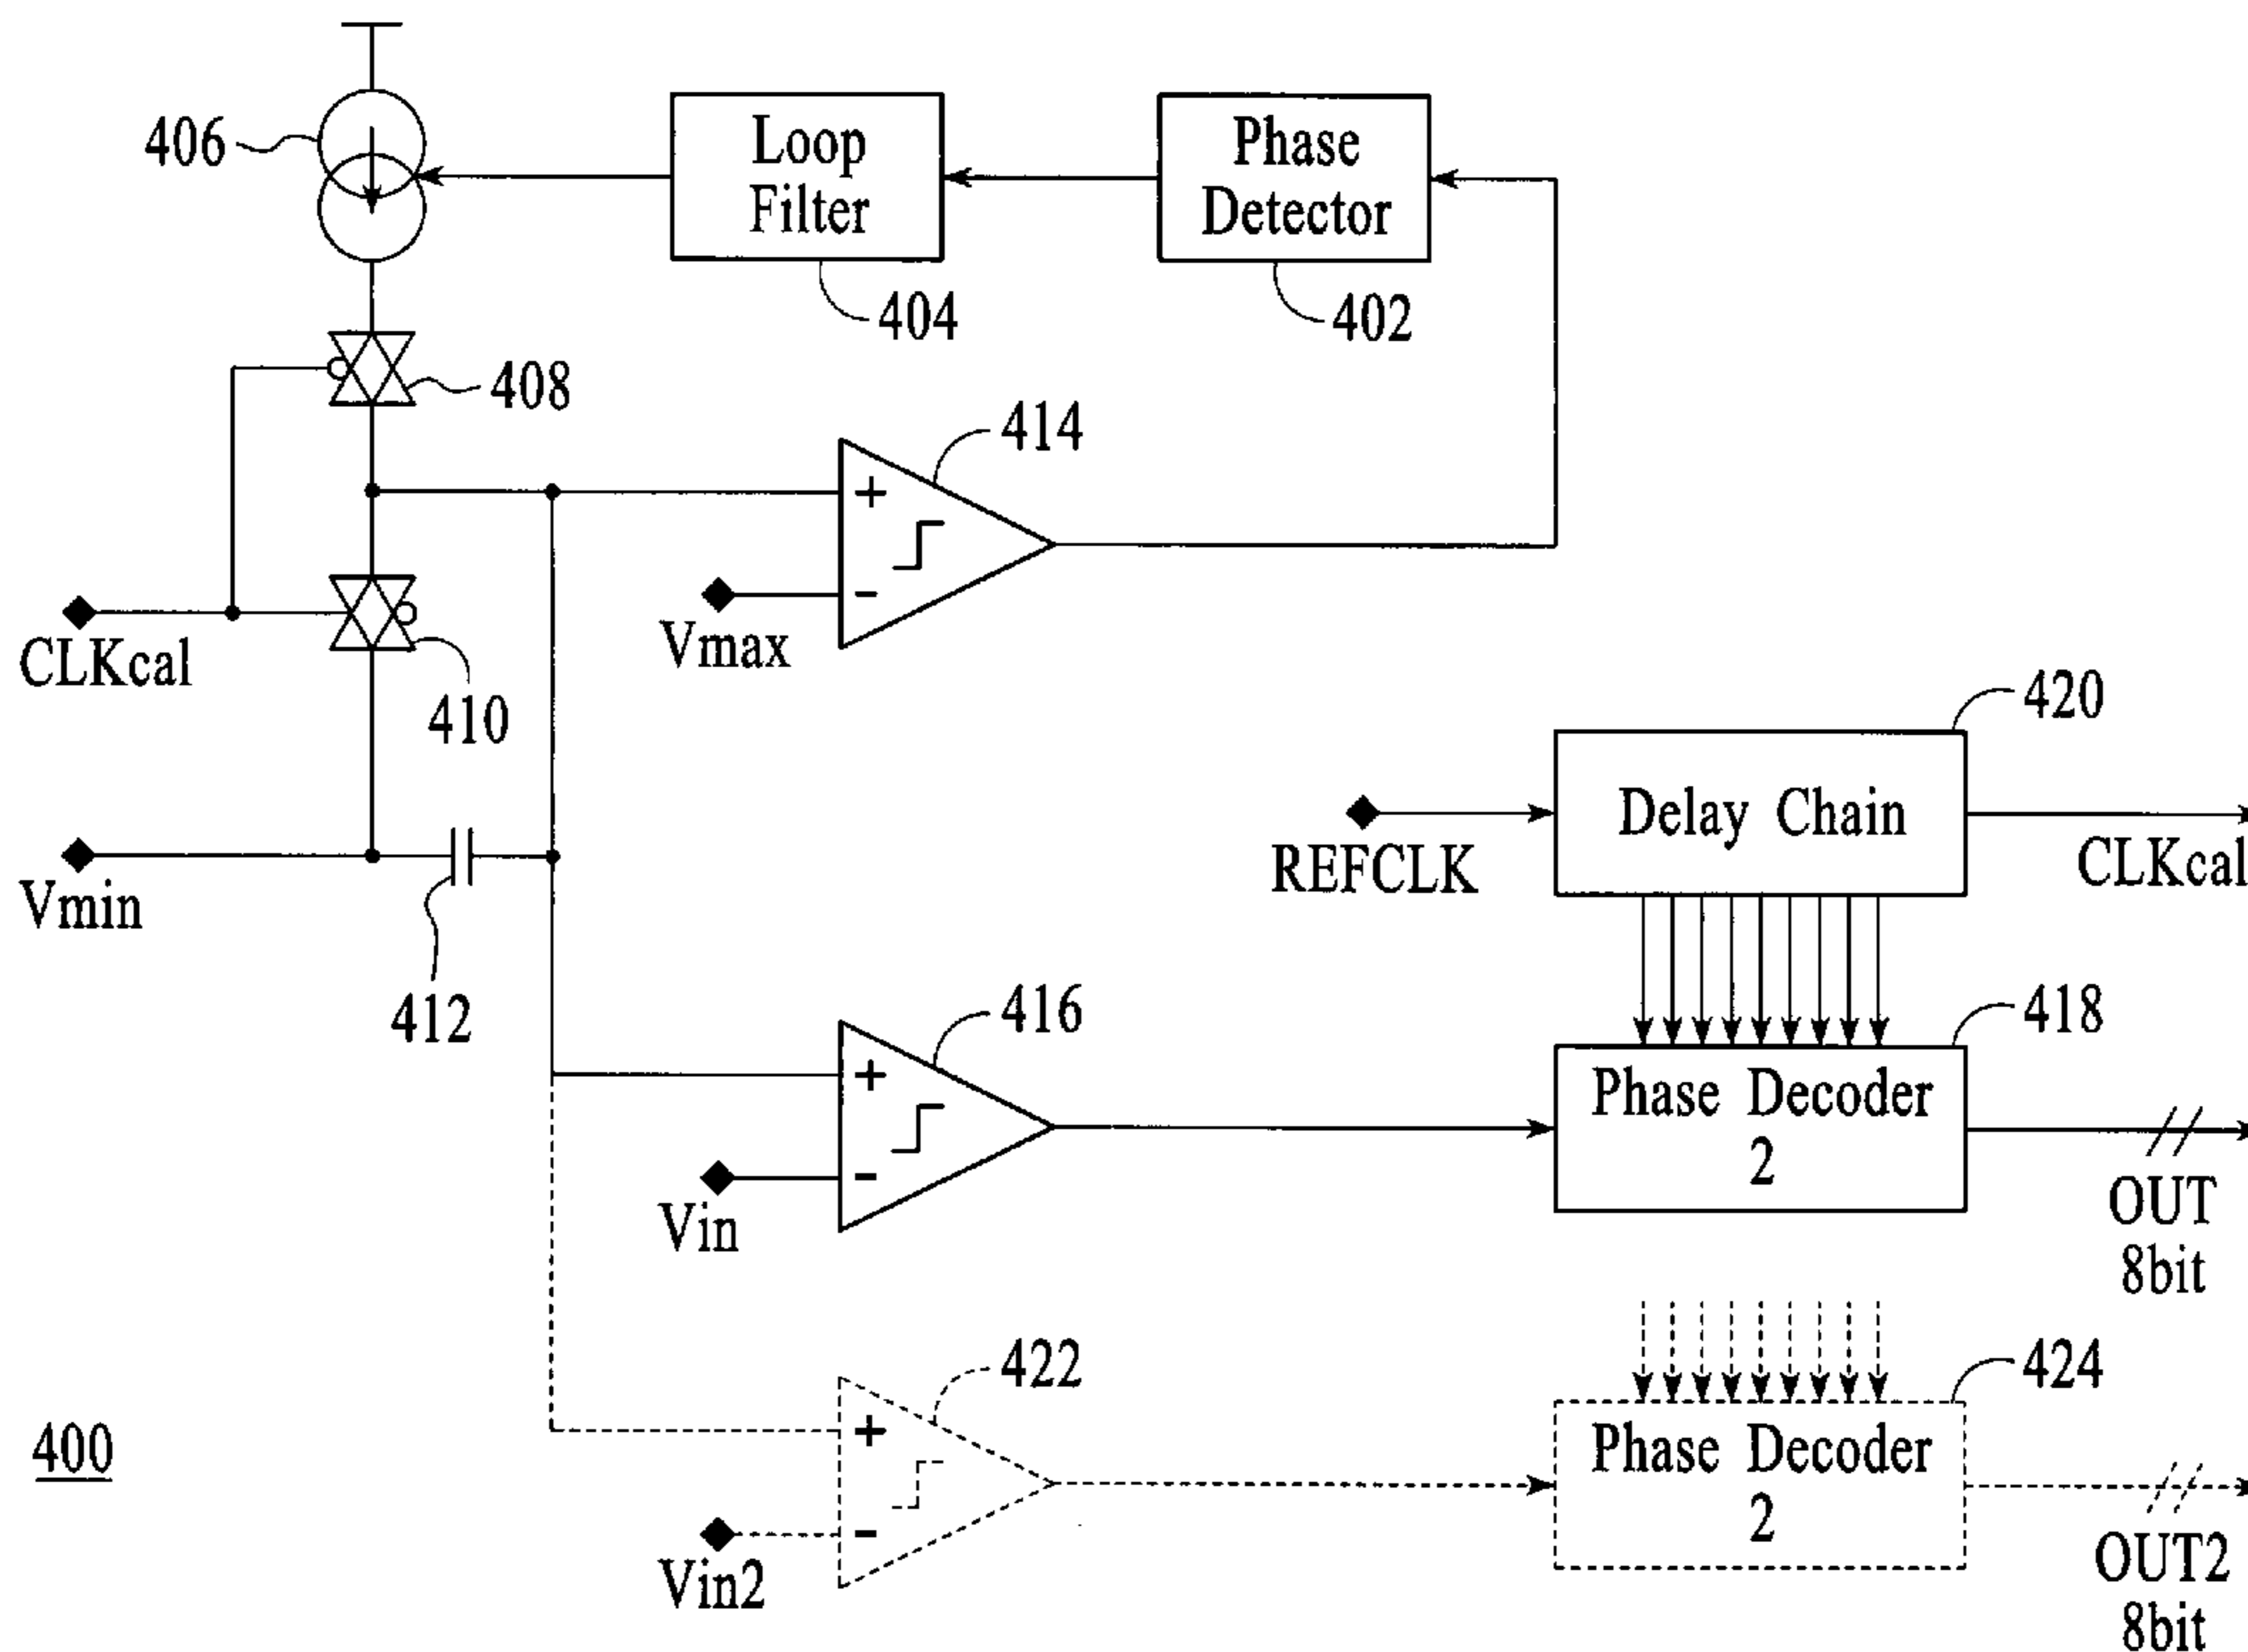 406
Loop
Filter
404
Phase
Detector
402
408
414
+
-
Vmax
CLKcal
410
420
Delay Chain
REFCLK
CLKcal
Vmin
412
416
+
-
Vin
418
Phase Decoder
2
OUT
8bit
422
+
-
Vin2
424
Phase Decoder
2
OUT2
8bit
400